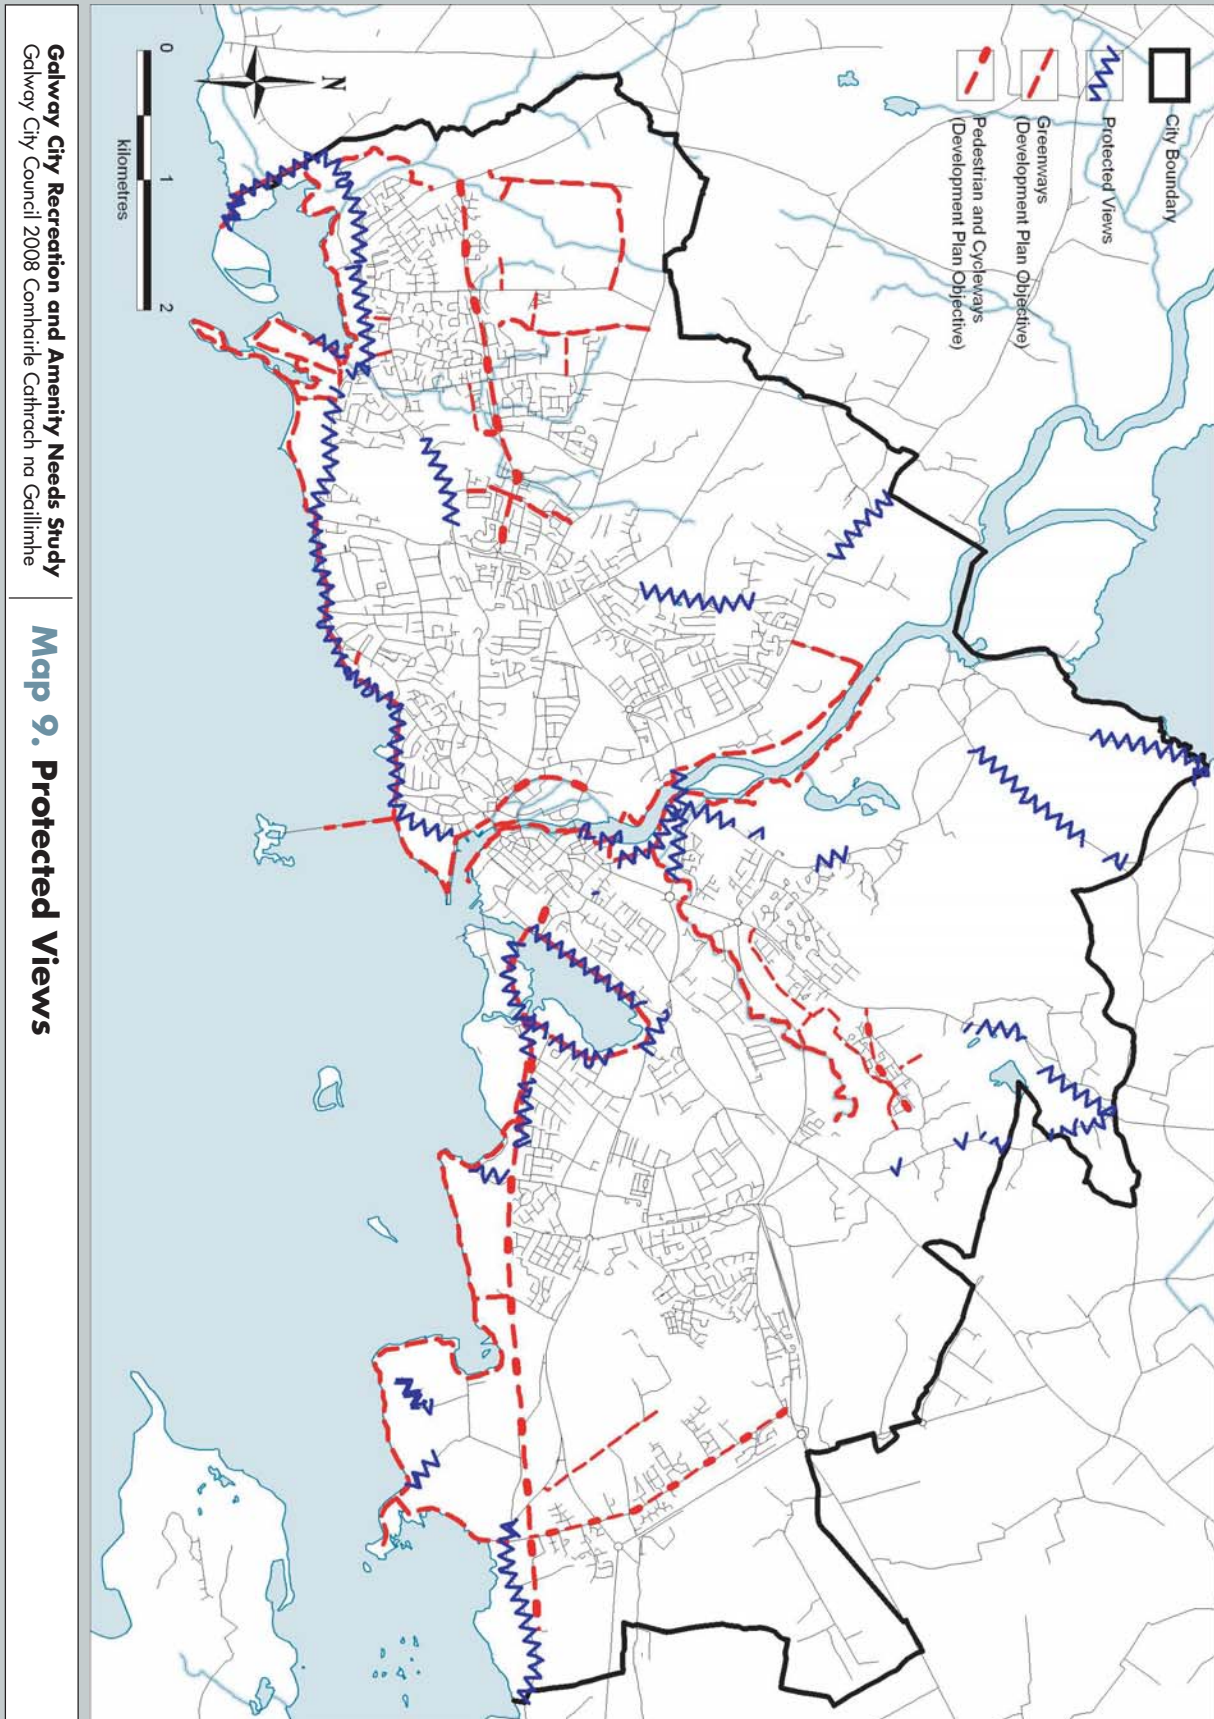 City Boundary
Protected Views
Greenways
(Development Plan Objective)
Pedestrian and Cycleways
(Development Plan Objective)
N
0 1 2
kilometres
Galway City Recreation and Amenity Needs Study
Galway City Council 2008 Comhairle Cathrach na Gaillimhe
Map 9. Protected Views